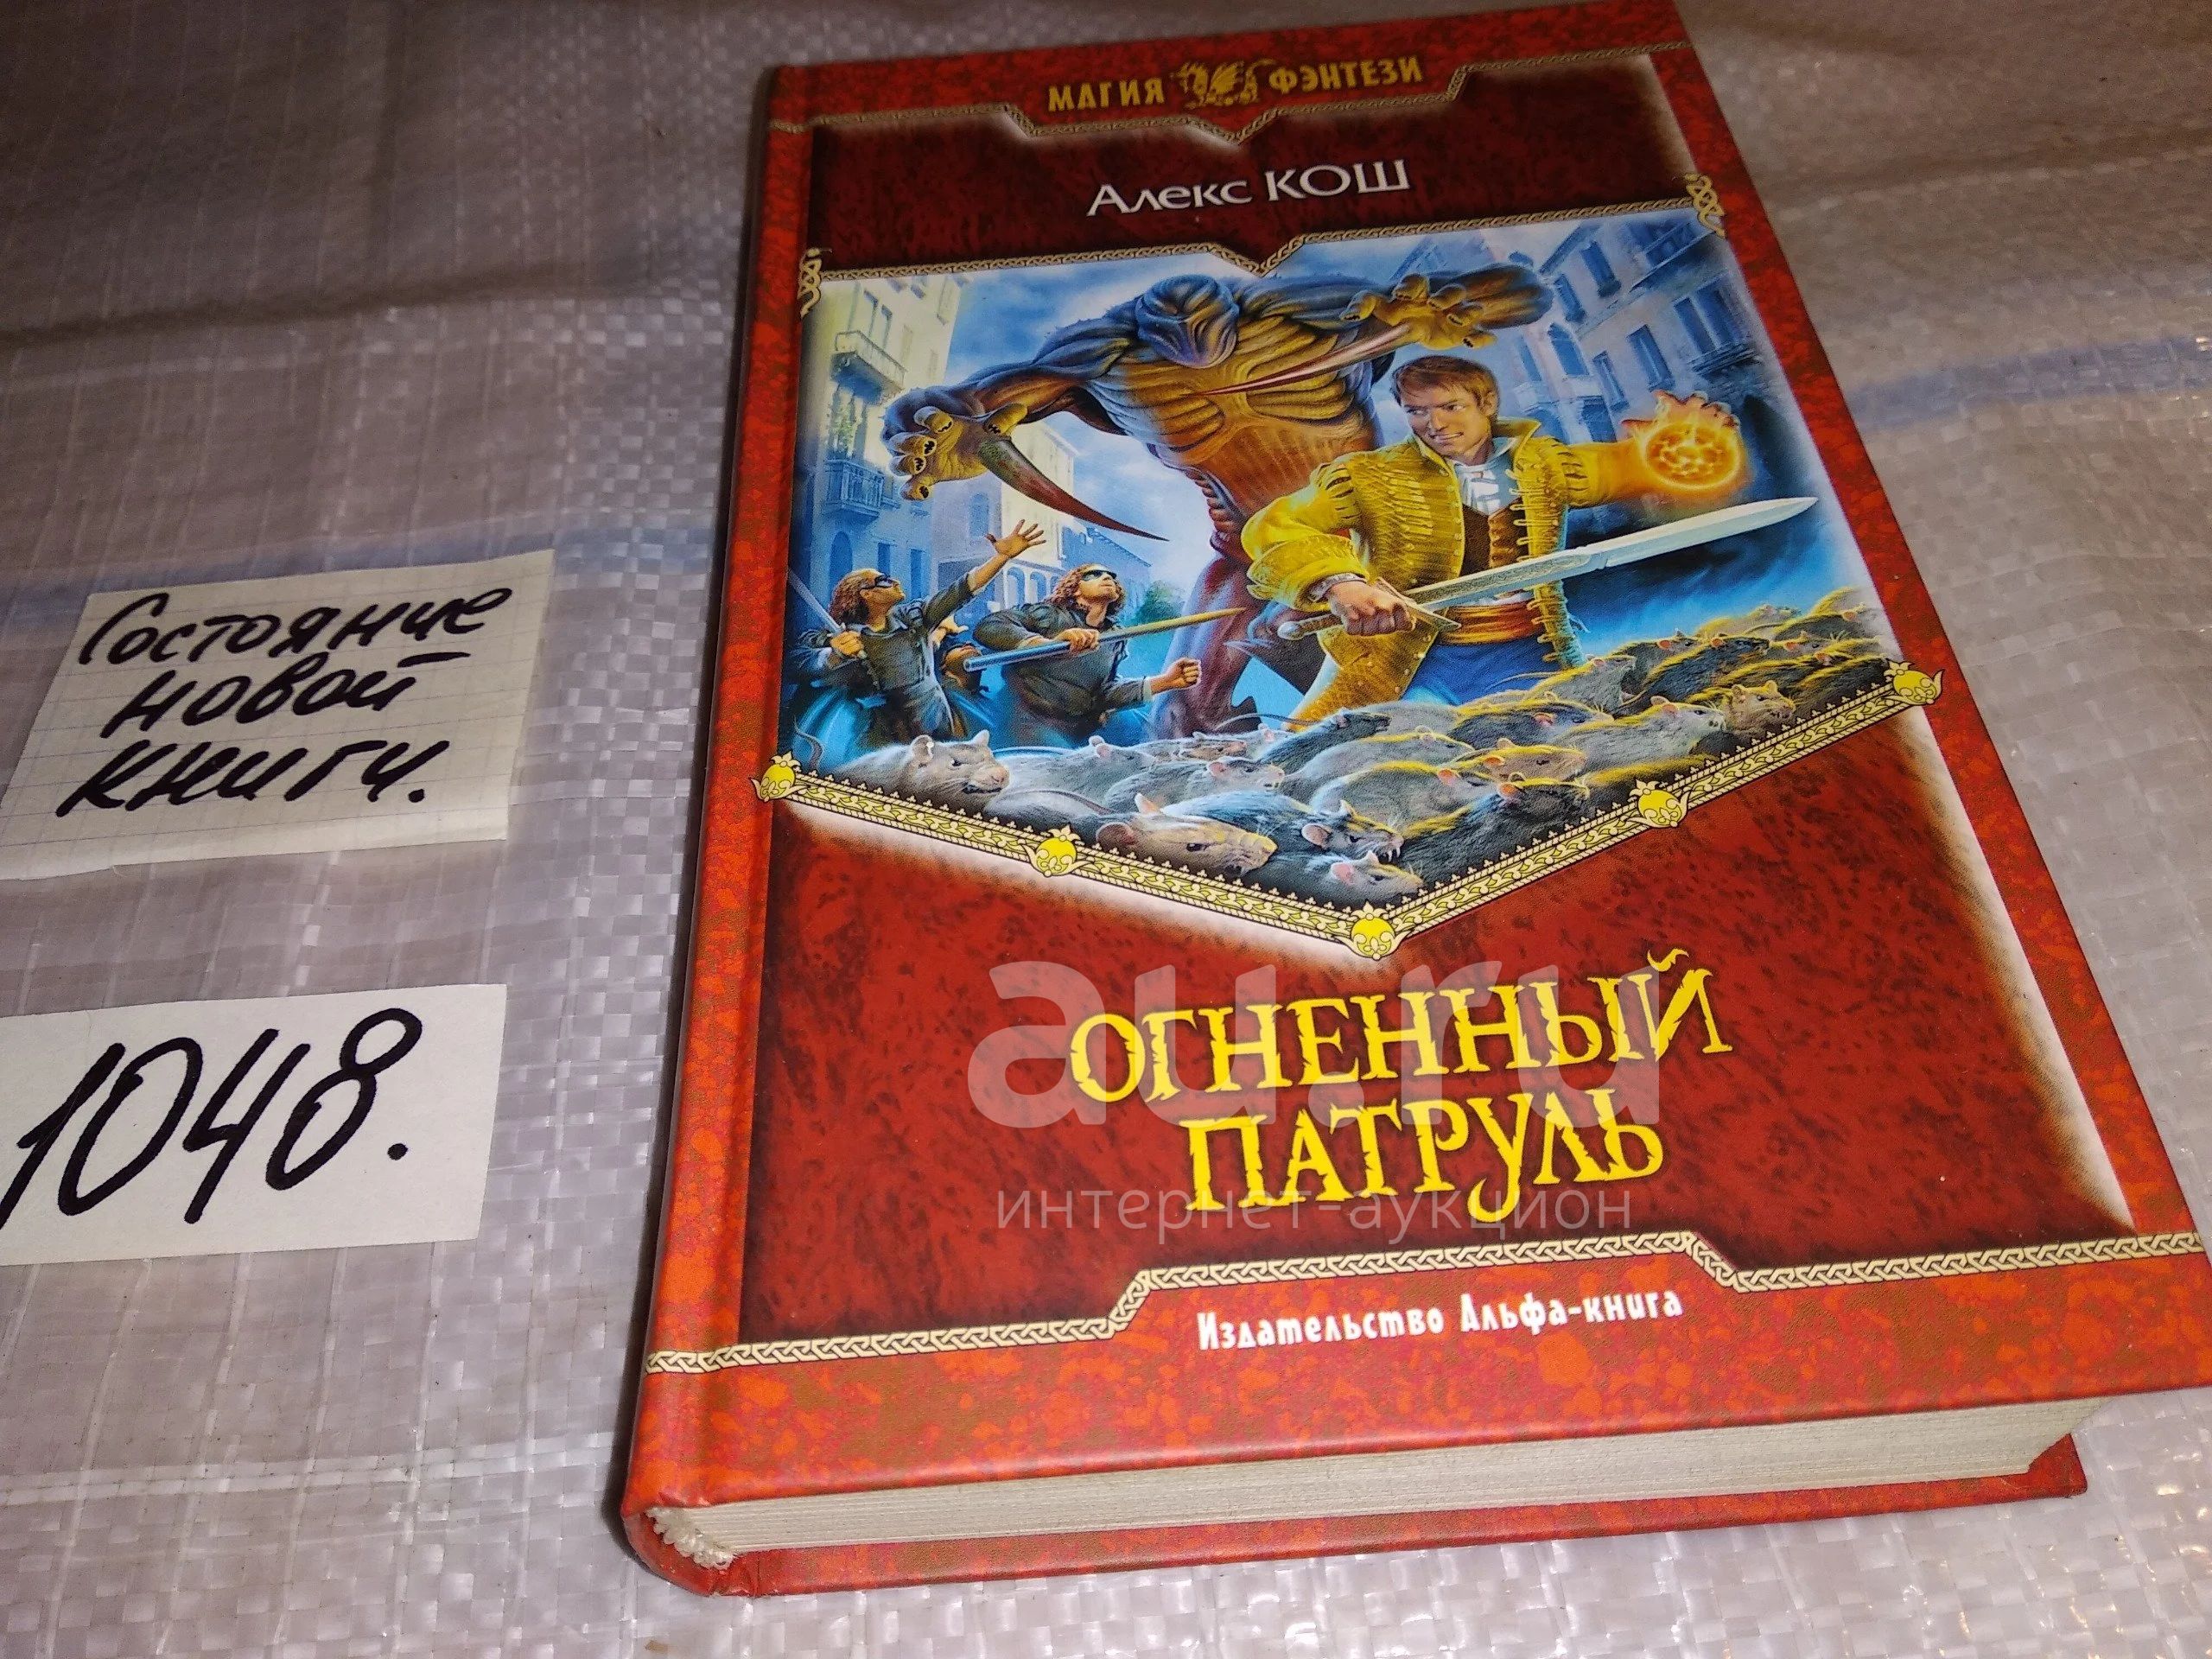 МАГИЯ ФЭНТЕЗИ
Алекс КОШ
Состояние
новой
книги.
1048.
au.ru
ОГНЕННЫЙ
ПАТРУЛЬ
интернет-аукцион
Издательство Альфа-книга